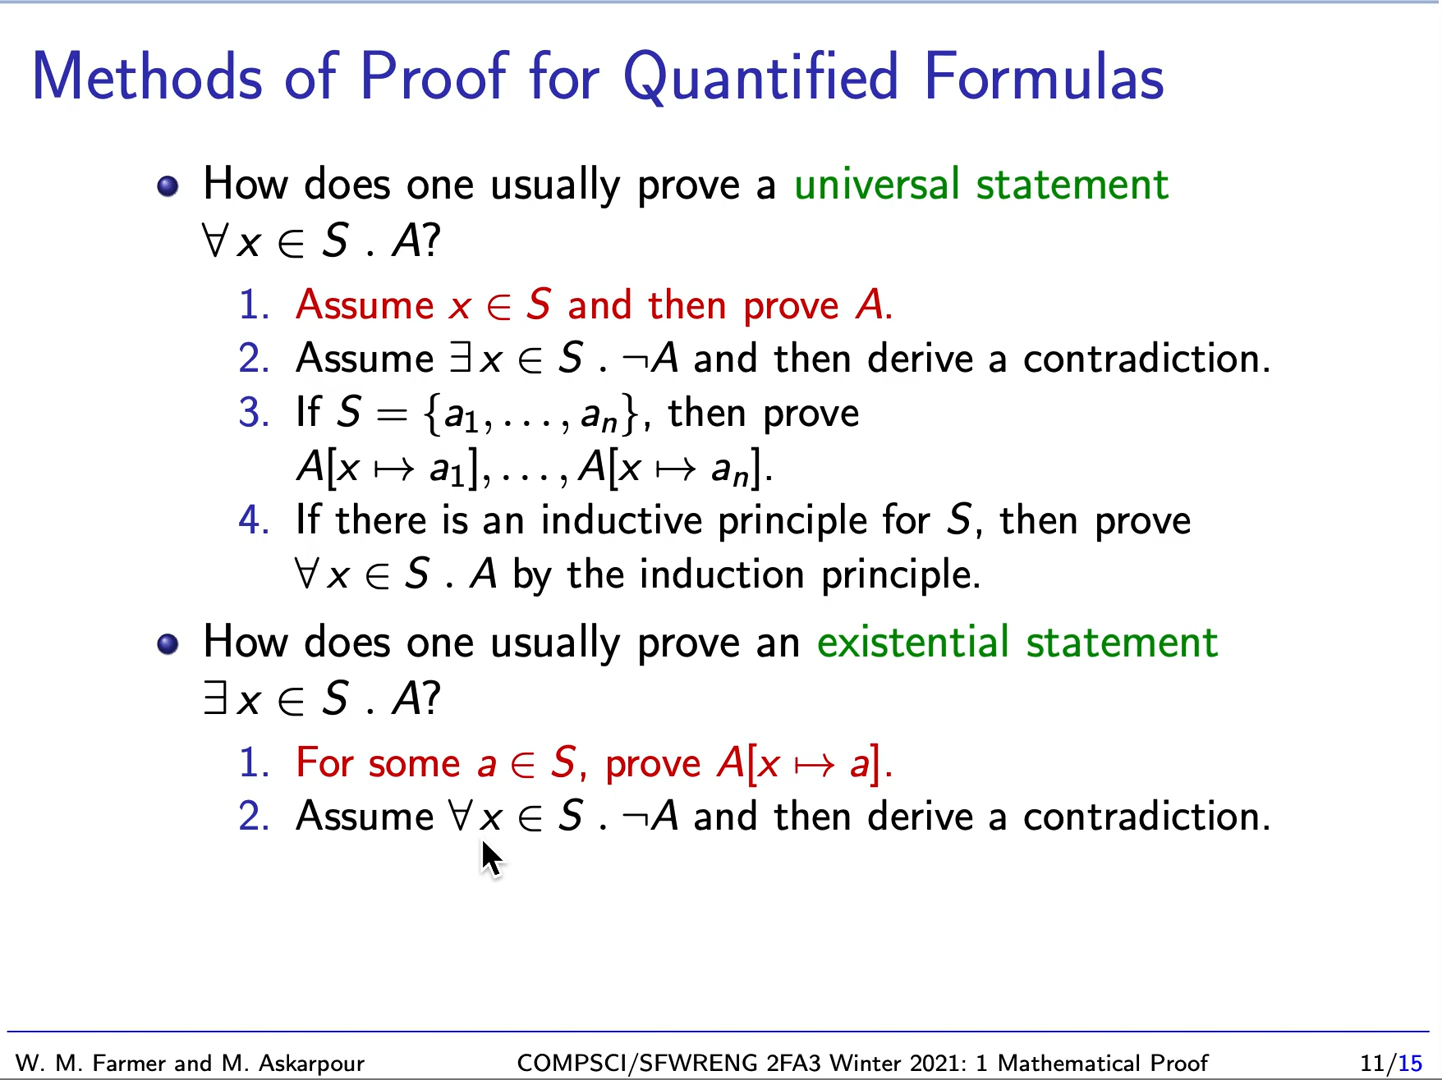 Methods of Proof for Quantified Formulas
How does one usually prove a universal statement
∀ x ∈ S . A?
1. Assume x ∈ S and then prove A.
2. Assume ∃ x ∈ S . ¬A and then derive a contradiction.
3. If S = {a₁, . . . , aₙ}, then prove
A[x ↦ a₁], . . . , A[x ↦ aₙ].
4. If there is an inductive principle for S, then prove
∀ x ∈ S . A by the induction principle.
How does one usually prove an existential statement
∃ x ∈ S . A?
1. For some a ∈ S, prove A[x ↦ a].
2. Assume ∀ x ∈ S . ¬A and then derive a contradiction.
W. M. Farmer and M. Askarpour COMPSCI/SFWRENG 2FA3 Winter 2021: 1 Mathematical Proof 11/15